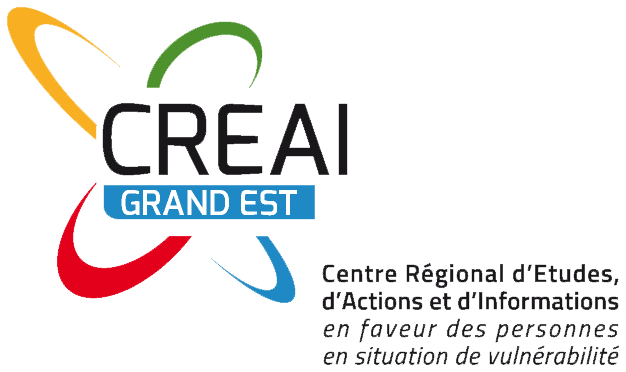 CREAI
GRAND EST
Centre Régional d'Etudes,
d'Actions et d'Informations
en faveur des personnes
en situation de vulnérabilité